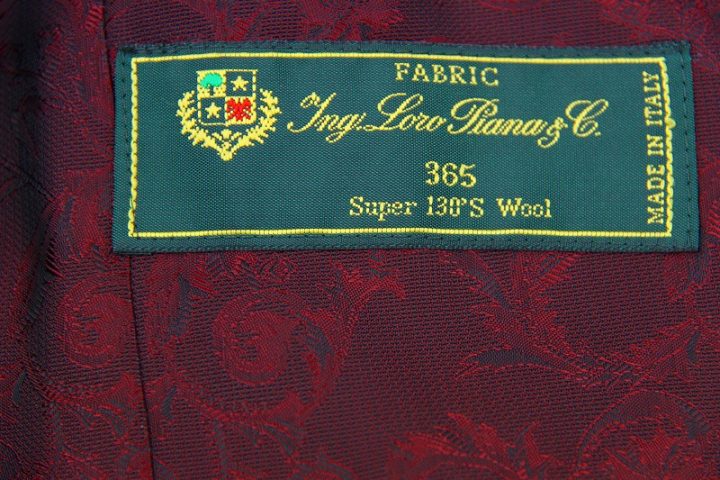 FABRIC
Ing. Loro Piana & C.
365
Super 130'S Wool
MADE IN ITALY